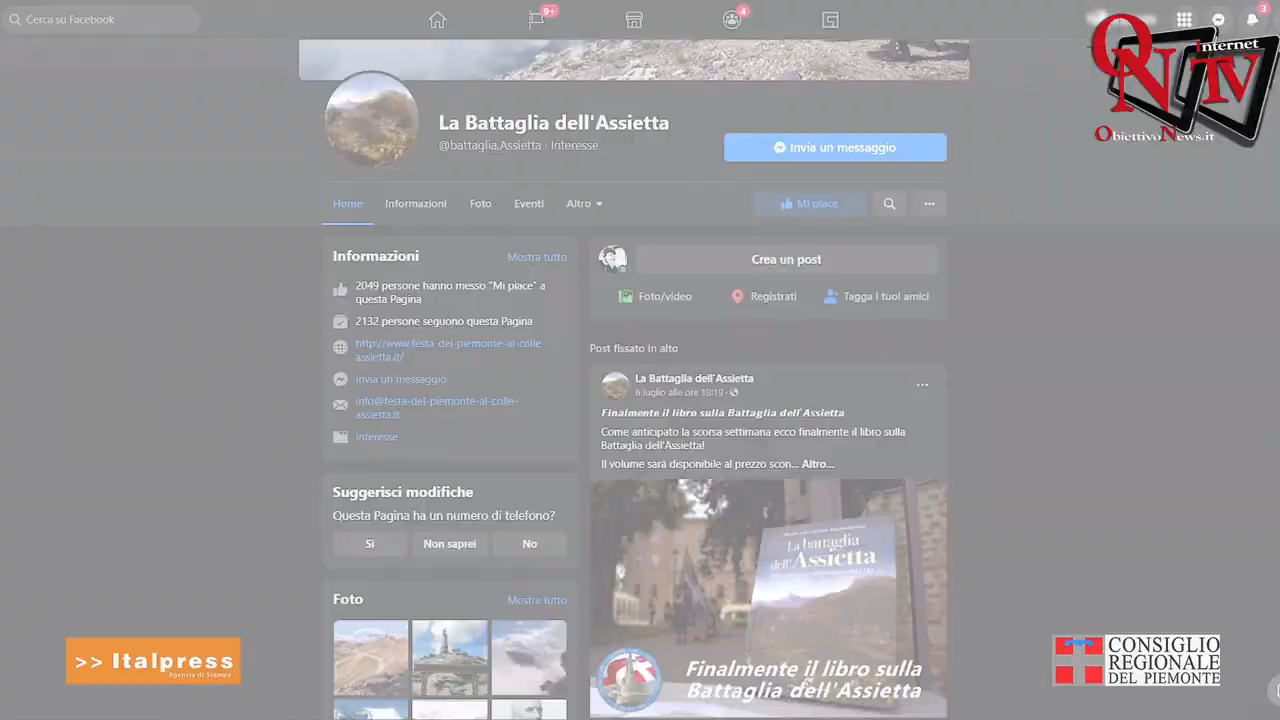 Cerca su Facebook
9+
4
3
QN Internet TV
ObiettivoNews.it
La Battaglia dell'Assietta
@battaglia.Assietta · Interesse
Invia un messaggio
Home
Informazioni
Foto
Eventi
Altro
Mi piace
Informazioni
Mostra tutto
2049 persone hanno messo "Mi piace" a
questa Pagina
2132 persone seguono questa Pagina
http://www.festa-del-piemonte-al-colle-
assietta.it/
Invia un messaggio
info@festa-del-piemonte-al-colle-
assietta.it
Interesse
Suggerisci modifiche
Questa Pagina ha un numero di telefono?
Sì
Non saprei
No
Foto
Mostra tutto
Crea un post
Foto/video
Registrati
Tagga i tuoi amici
Post fissato in alto
La Battaglia dell'Assietta
6 luglio alle ore 18:19 ·
Finalmente il libro sulla Battaglia dell'Assietta
Come anticipato la scorsa settimana ecco finalmente il libro sulla
Battaglia dell'Assietta!
Il volume sarà disponibile al prezzo scon... Altro...
La battaglia
dell'Assietta
Finalmente il libro sulla
Battaglia dell'Assietta
>> Italpress
Agenzia di Stampa
CONSIGLIO
REGIONALE
DEL PIEMONTE